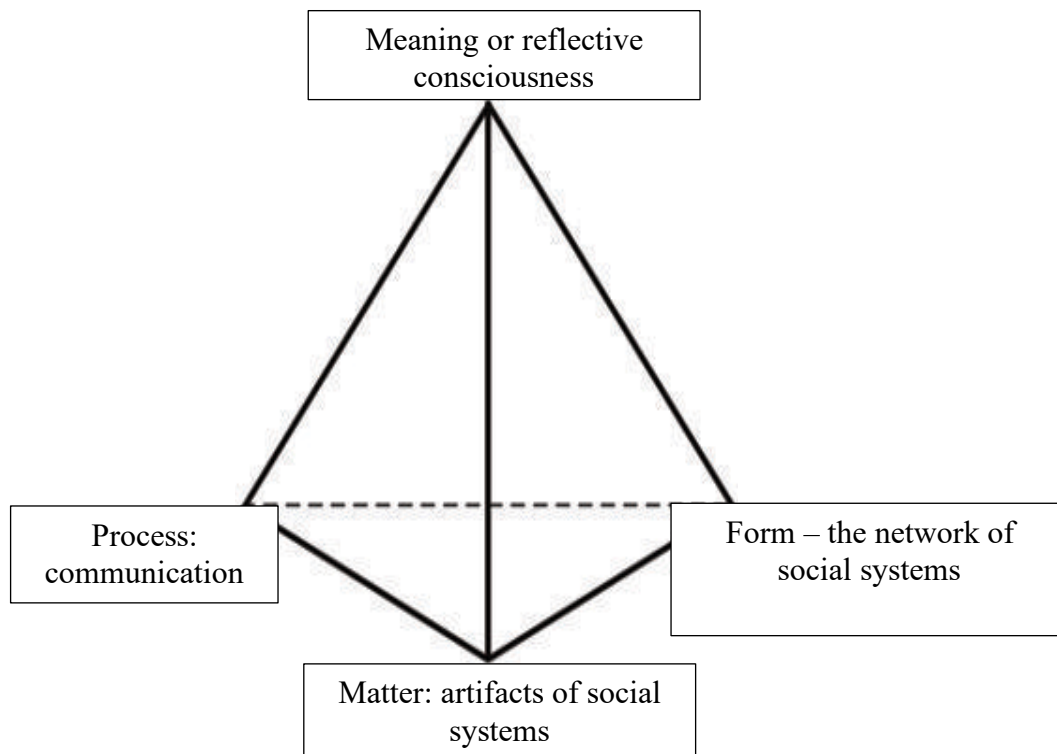 Meaning or reflective
consciousness
Process:
communication
Form – the network of
social systems
Matter: artifacts of social
systems